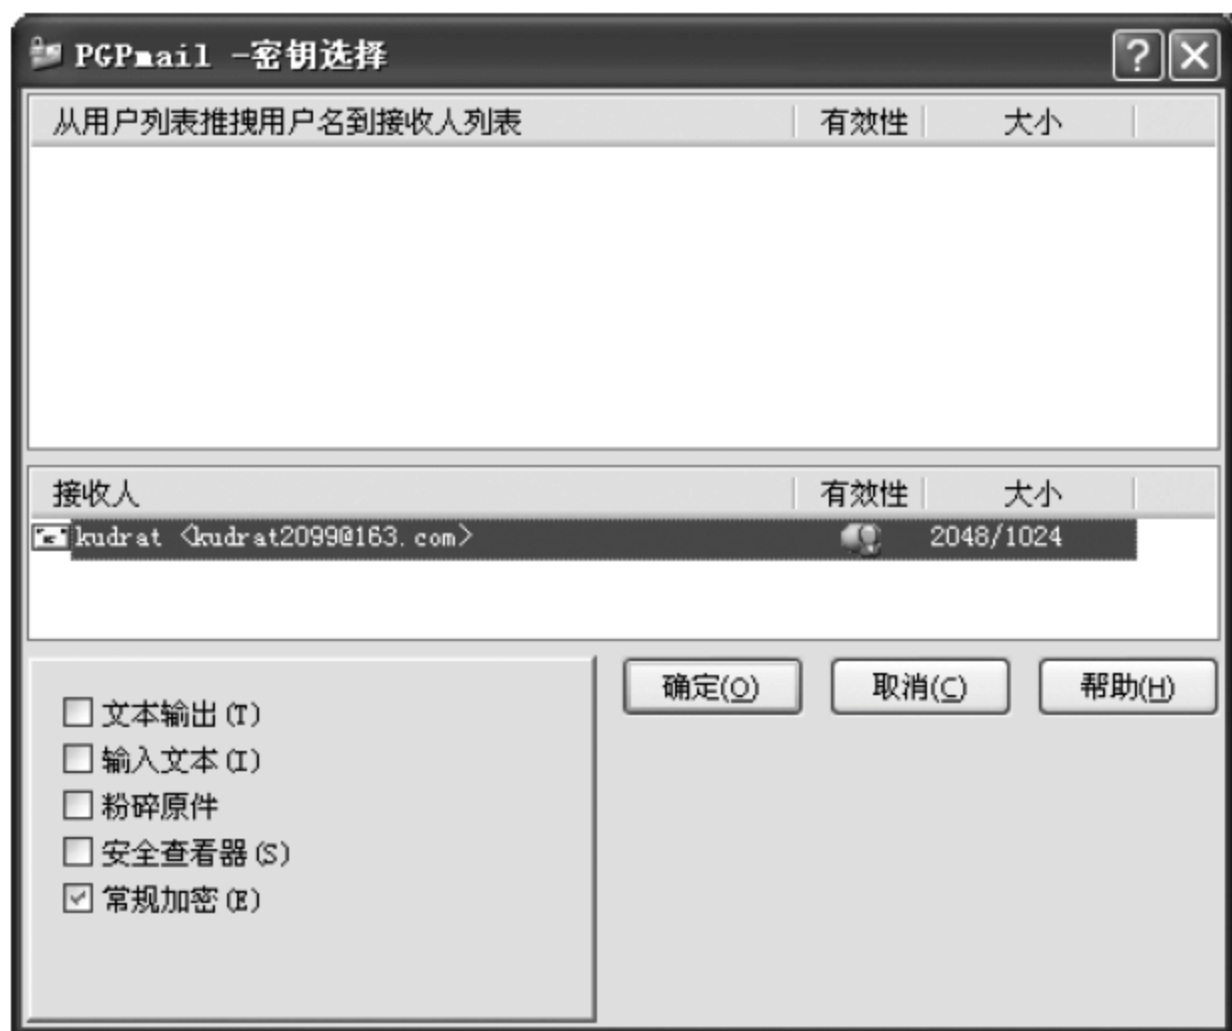 PGPmail -密钥选择
从用户列表推拽用户名到接收人列表 有效性 大小
接收人 有效性 大小
kudrat <kudrat2099@163.com> 2048/1024
确定(O) 取消(C) 帮助(H)
文本输出(T)
输入文本(I)
粉碎原件
安全查看器(S)
常规加密(E)